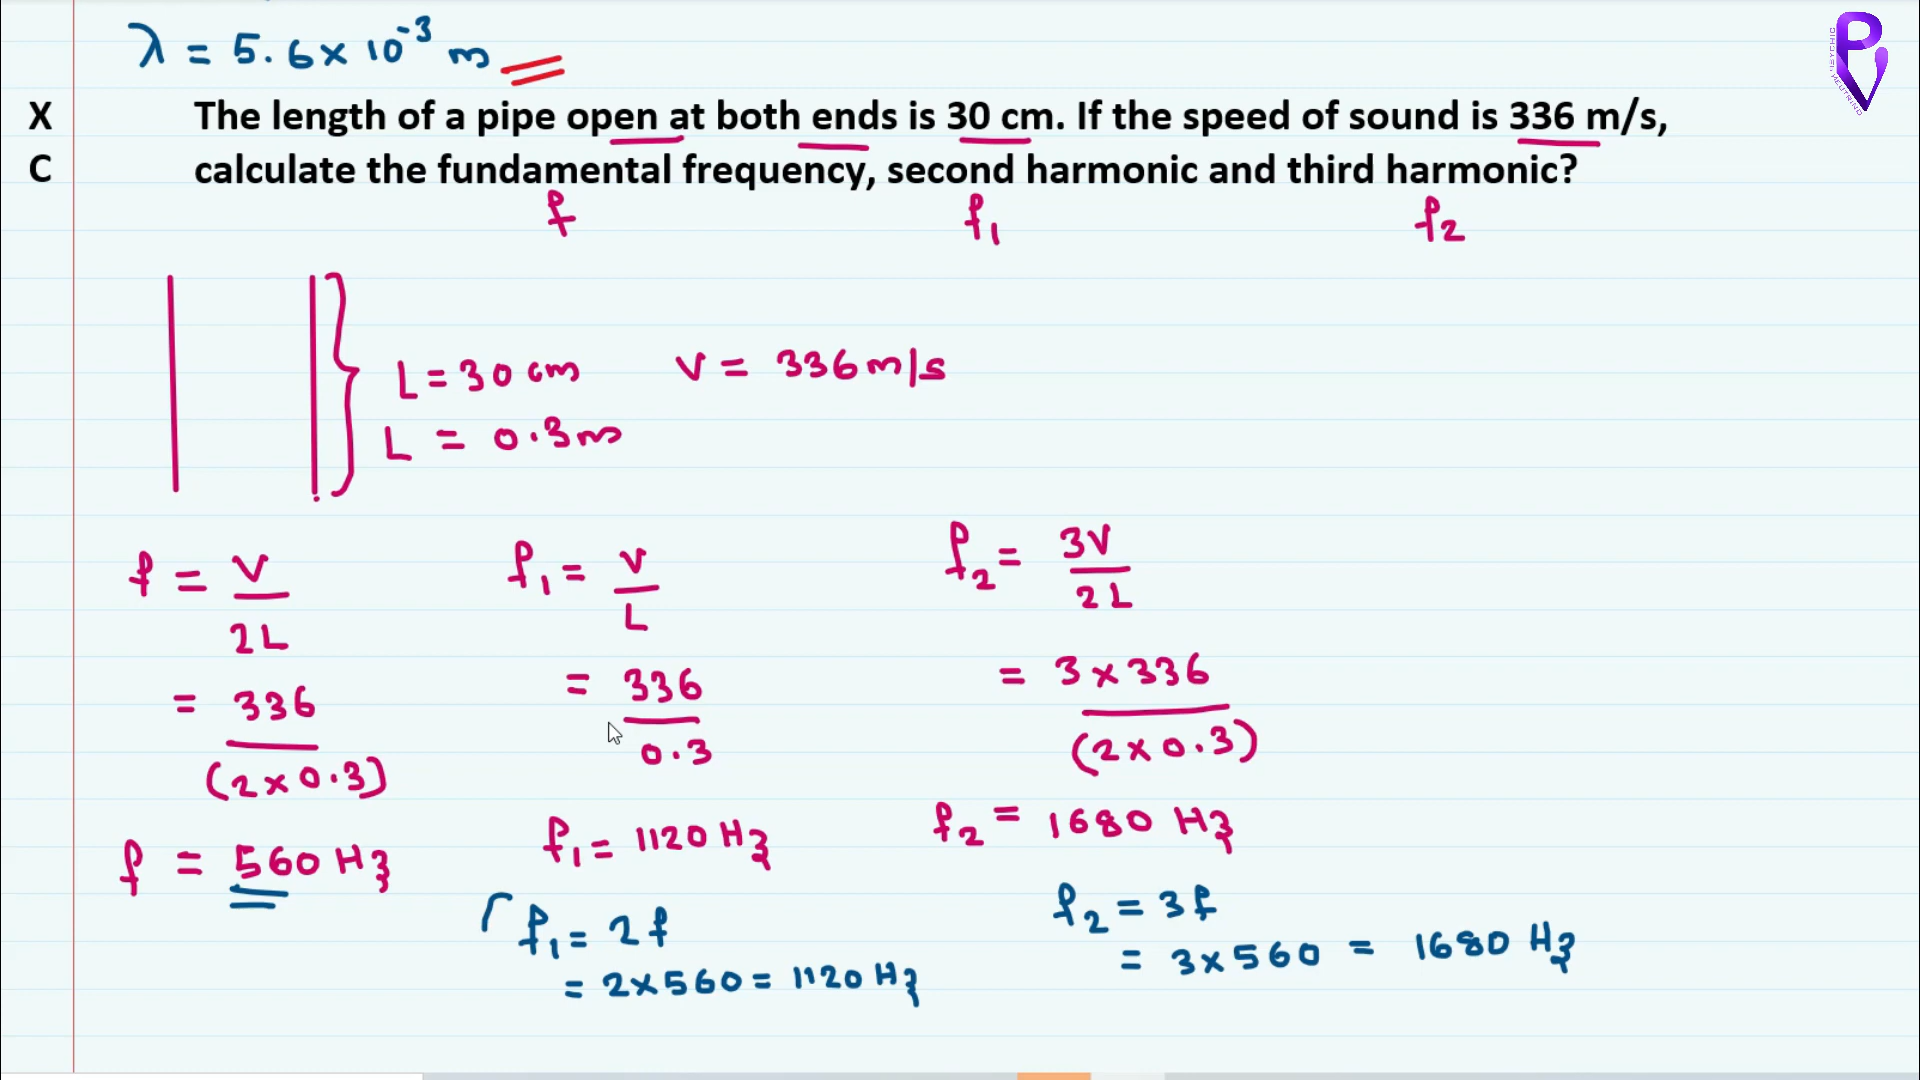 λ = 5.6 x 10⁻³ m
X The length of a pipe open at both ends is 30 cm. If the speed of sound is 336 m/s,
C calculate the fundamental frequency, second harmonic and third harmonic?
f f₁ f₂
L = 30 cm V = 336 m/s
L = 0.3 m
f = V / 2L
= 336 / (2 x 0.3)
f = 560 Hz
f₁ = V / L
= 336 / 0.3
f₁ = 1120 Hz
f₁ = 2f
= 2 x 560 = 1120 Hz
f₂ = 3V / 2L
= 3 x 336 / (2 x 0.3)
f₂ = 1680 Hz
f₂ = 3f
= 3 x 560 = 1680 Hz